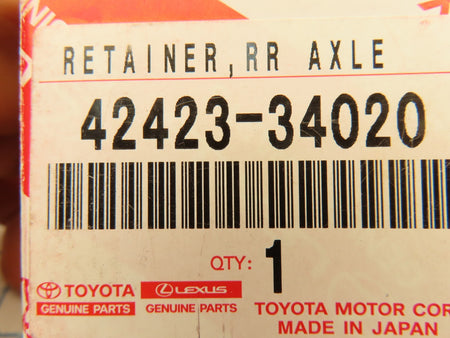 RETAINER, RR AXLE
42423-34020
QTY: 1
TOYOTA LEXUS
GENUINE PARTS GENUINE PARTS
TOYOTA MOTOR COR
MADE IN JAPAN